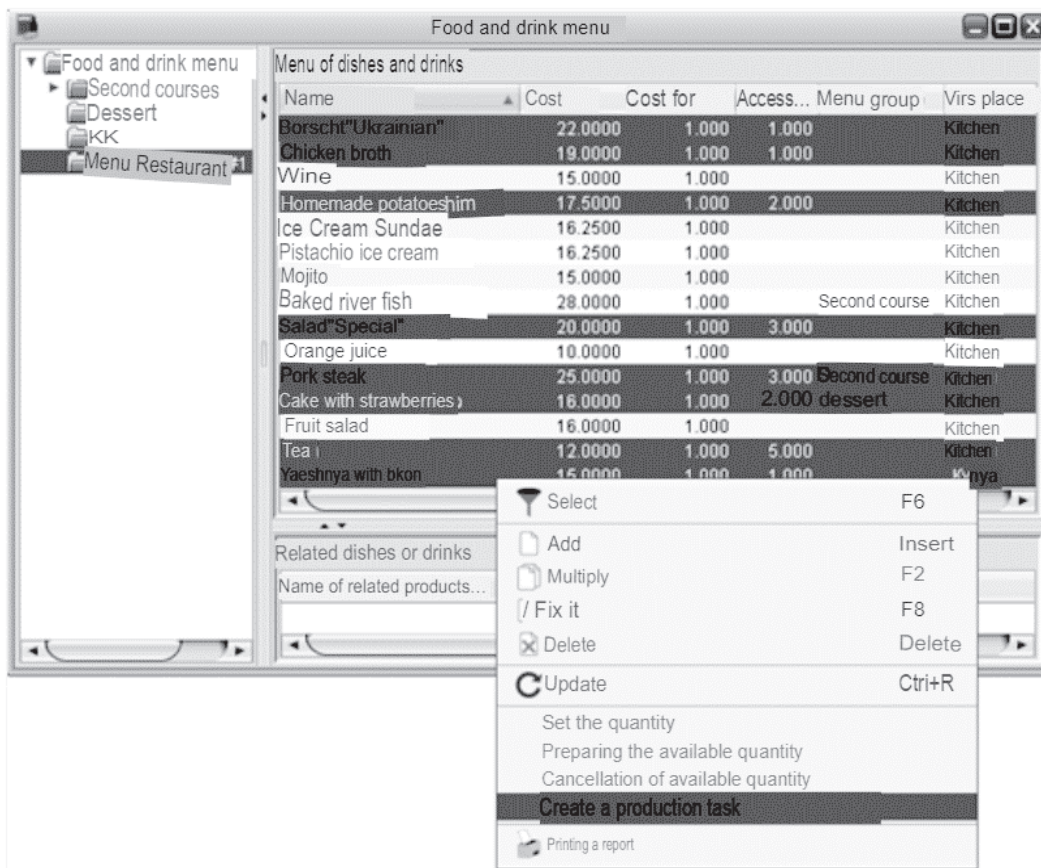 Food and drink menu
Food and drink menu
Second courses
Dessert
KK
Menu Restaurant
Menu of dishes and drinks
Name Cost Cost for Access... Menu group Virs place
Borscht"Ukrainian" 22.0000 1.000 1.000 Kitchen
Chicken broth 19.0000 1.000 1.000 Kitchen
Wine 15.0000 1.000 Kitchen
Homemade potatoeshim 17.5000 1.000 2.000 Kitchen
Ice Cream Sundae 16.2500 1.000 Kitchen
Pistachio ice cream 16.2500 1.000 Kitchen
Mojito 15.0000 1.000 Kitchen
Baked river fish 28.0000 1.000 Second course Kitchen
Salad"Special" 20.0000 1.000 3.000 Kitchen
Orange juice 10.0000 1.000 Kitchen
Pork steak 25.0000 1.000 3.000 Second course Kitchen
Cake with strawberries 16.0000 1.000 2.000 dessert Kitchen
Fruit salad 16.0000 1.000 Kitchen
Tea 12.0000 1.000 5.000 Kitchen
Yaeshnya with bkon 15.0000 1.000 1.000
Related dishes or drinks
Name of related products...
Select F6
Add Insert
Multiply F2
Fix it F8
Delete Delete
Update Ctrl+R
Set the quantity
Preparing the available quantity
Cancellation of available quantity
Create a production task
Printing a report